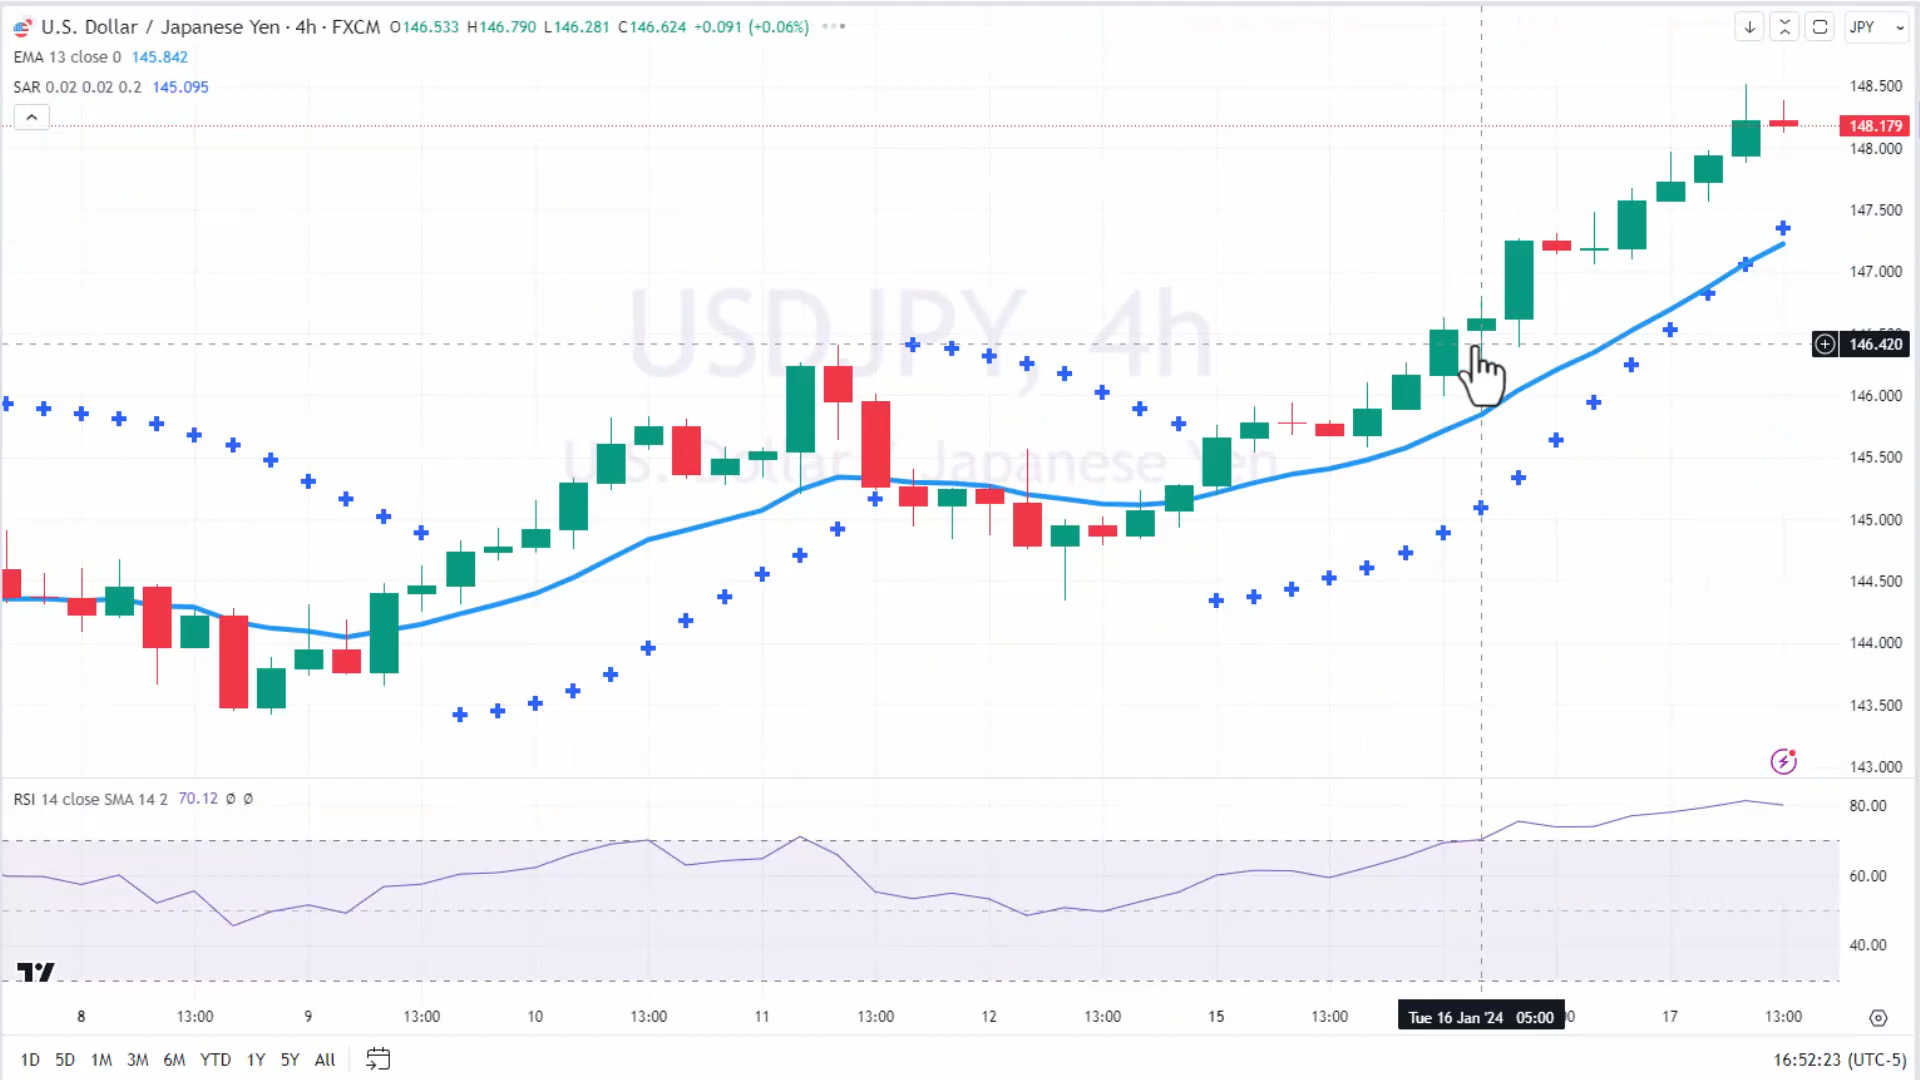 U.S. Dollar / Japanese Yen · 4h · FXCM O146.533 H146.790 L146.281 C146.624 +0.091 (+0.06%)
JPY
EMA 13 close 0 145.842
SAR 0.02 0.02 0.2 145.095
148.500
148.179
148.000
147.500
147.000
146.420
146.000
145.500
145.000
144.500
144.000
143.500
143.000
USDJPY, 4h
U.S. Dollar / Japanese Yen
RSI 14 close SMA 14 2 70.12 Ø Ø
80.00
60.00
40.00
8 13:00 9 13:00 10 13:00 11 13:00 12 13:00 15 13:00 Tue 16 Jan '24 05:00 17 13:00
1D 5D 1M 3M 6M YTD 1Y 5Y All
16:52:23 (UTC-5)